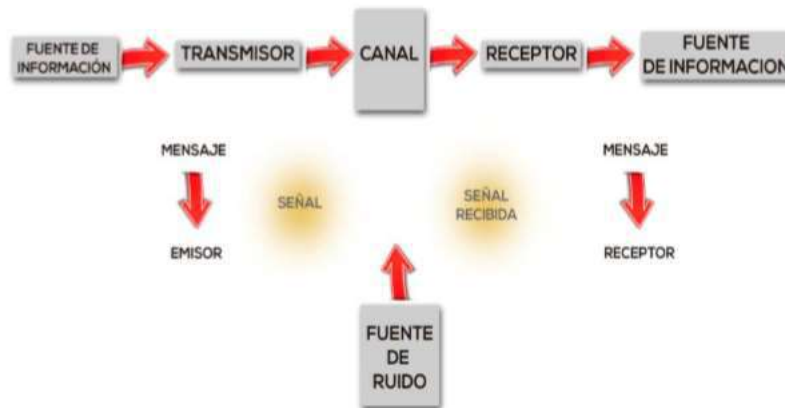 FUENTE DE
INFORMACIÓN
TRANSMISOR
CANAL
RECEPTOR
FUENTE
DE INFORMACION
MENSAJE
SEÑAL
SEÑAL
RECIBIDA
MENSAJE
EMISOR
RECEPTOR
FUENTE
DE
RUIDO